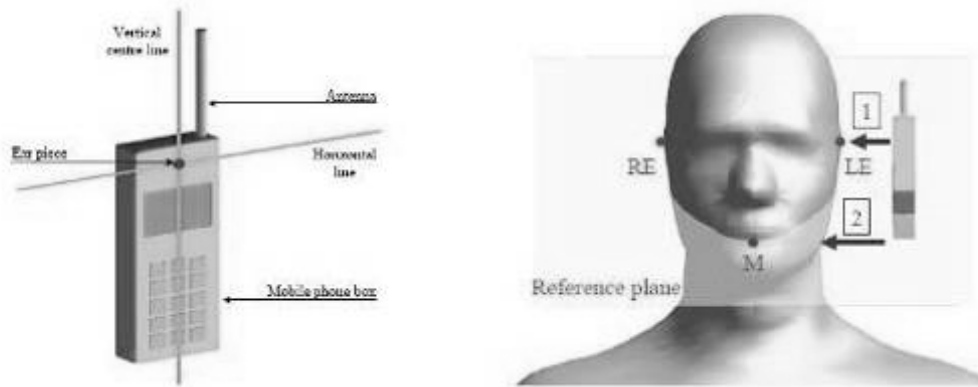 Vertical
centre line
Antenna
Ear piece
Horizontal
line
Mobile phone box
1
RE
LE
2
M
Reference plane